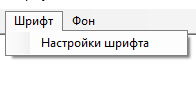 Шрифт Фон
Настройки шрифта